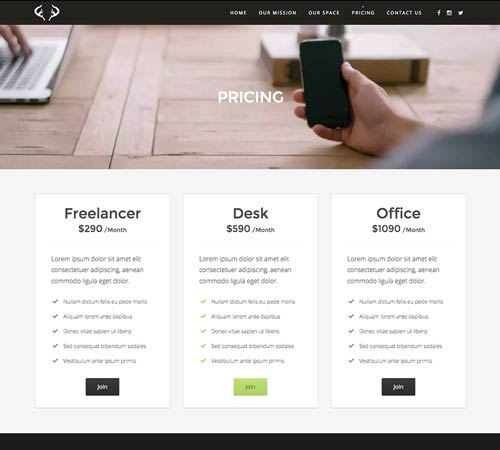 HOME OUR MISSION OUR SPACE PRICING CONTACT US
PRICING
Freelancer
$290 /Month
Lorem ipsum dolor sit amet, elit
consectetuer adipiscing, aenean
commodo ligula eget dolor.
Nullam dictum felis eu pede mollis
Aliquam lorem ante dapibus
Donec vitae sapien ut libero
Sed consequat bibendum sodales
Vestibulum ante ipsum primis
Join
Desk
$590 /Month
Lorem ipsum dolor sit amet, elit
consectetuer adipiscing, aenean
commodo ligula eget dolor.
Nullam dictum felis eu pede mollis
Aliquam lorem ante dapibus
Donec vitae sapien ut libero
Sed consequat bibendum sodales
Vestibulum ante ipsum primis
Join
Office
$1090 /Month
Lorem ipsum dolor sit amet, elit
consectetuer adipiscing, aenean
commodo ligula eget dolor.
Nullam dictum felis eu pede mollis
Aliquam lorem ante dapibus
Donec vitae sapien ut libero
Sed consequat bibendum sodales
Vestibulum ante ipsum primis
Join